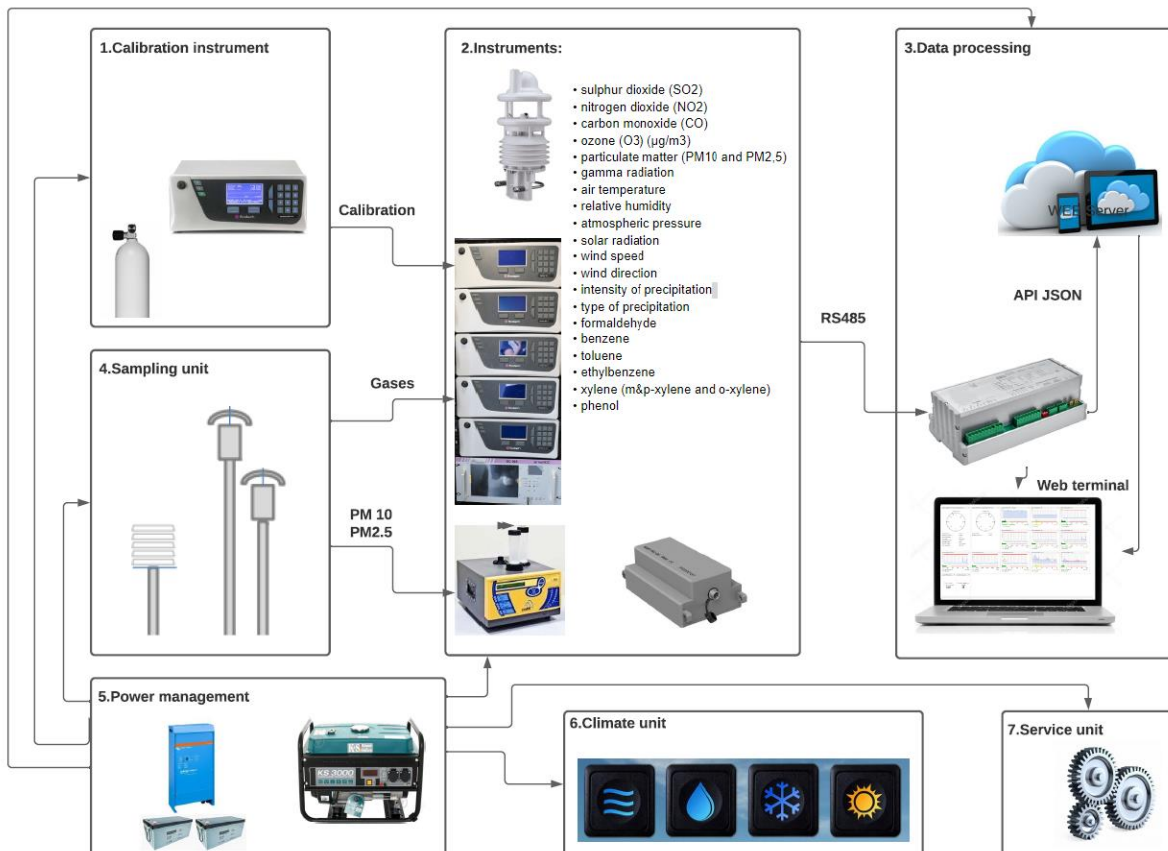 1.Calibration instrument
2.Instruments:
3.Data processing
• sulphur dioxide (SO2)
• nitrogen dioxide (NO2)
• carbon monoxide (CO)
• ozone (O3) (µg/m3)
• particulate matter (PM10 and PM2,5)
• gamma radiation
• air temperature
• relative humidity
• atmospheric pressure
• solar radiation
• wind speed
• wind direction
• intensity of precipitation
• type of precipitation
• formaldehyde
• benzene
• toluene
• ethylbenzene
• xylene (m&p-xylene and o-xylene)
• phenol
Calibration
WEB Server
API JSON
RS485
4.Sampling unit
Gases
PM 10
PM2.5
Web terminal
5.Power management
KS 3000
6.Climate unit
7.Service unit